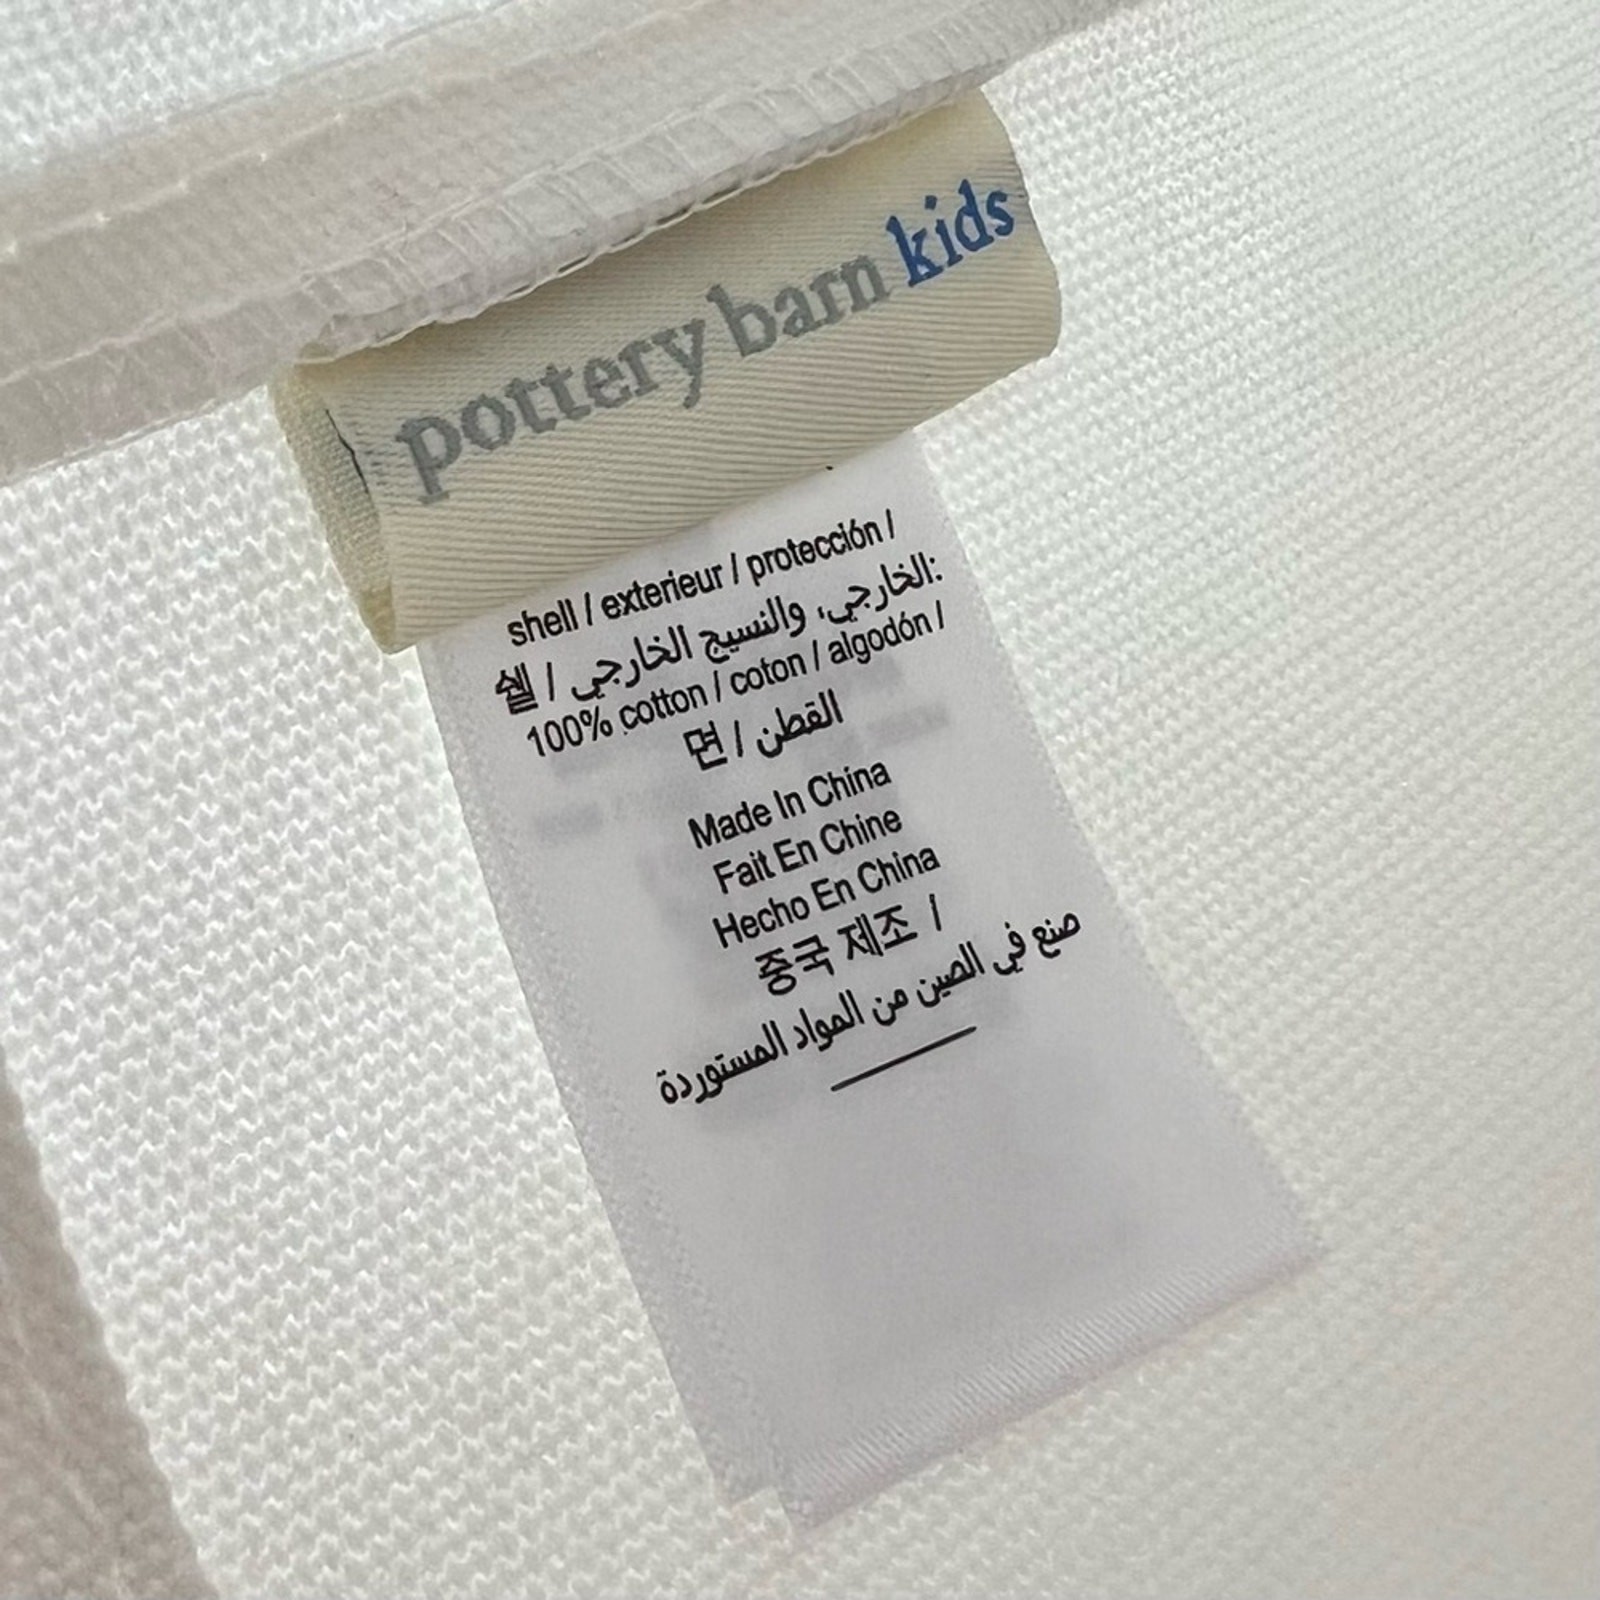 pottery barn kids
shell / exterieur / protección /
쉘 / الخارجي، والنسيج الخارجي:
100% cotton / coton / algodón /
면 / القطن
Made In China
Fait En Chine
Hecho En China
중국 제조 /
صنع في الصين من المواد المستوردة